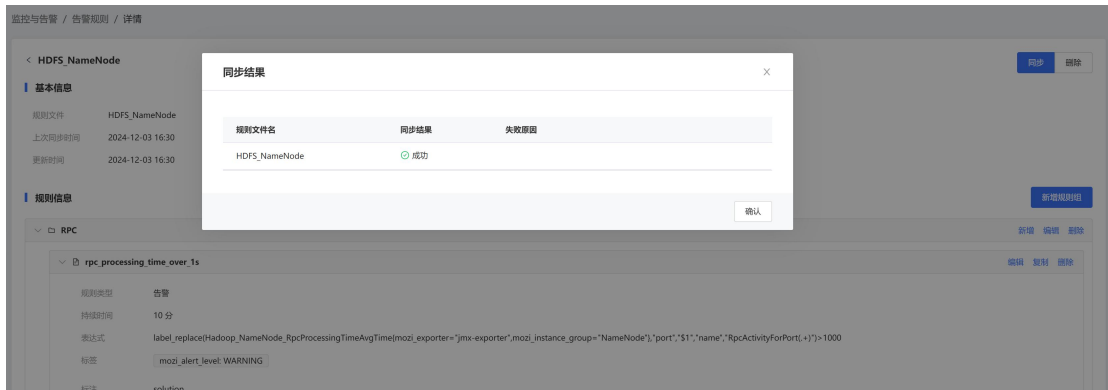 监控与告警 / 告警规则 / 详情
< HDFS_NameNode
同步 删除
基本信息
规则文件 HDFS_NameNode
上次同步时间 2024-12-03 16:30
更新时间 2024-12-03 16:30
同步结果
规则文件名 同步结果 失败原因
HDFS_NameNode 成功
确认
规则信息
新增规则组
RPC
新增 编辑 删除
rpc_processing_time_over_1s
编辑 复制 删除
规则类型 告警
持续时间 10 分
表达式 label_replace(Hadoop_NameNode_RpcProcessingTimeAvgTime{mozi_exporter="jmx-exporter",mozi_instance_group="NameNode"},"port","$1","name","RpcActivityForPort(.+)")>1000
标签 mozi_alert_level: WARNING
标注 solution